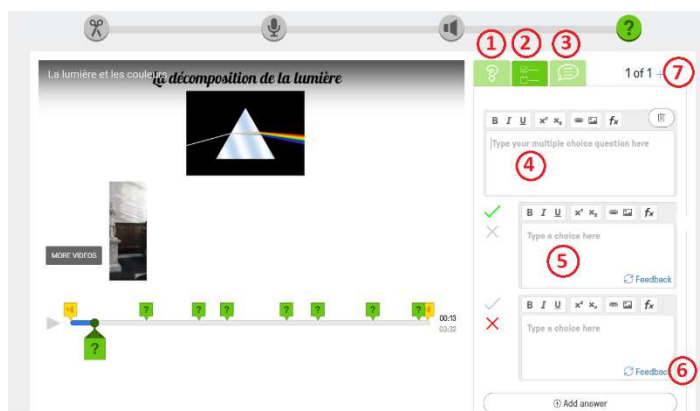 ?
1 2 3
? 1 of 1 + 7
La lumière et les couleurs
La décomposition de la lumière
B I U x² x₂ fx
Type your multiple choice question here
4
B I U x² x₂ fx
Type a choice here
5
Feedback
MORE VIDEOS
? ? ? ? ? ? ?
00:13
03:32
?
B I U x² x₂ fx
Type a choice here
Feedback 6
Add answer